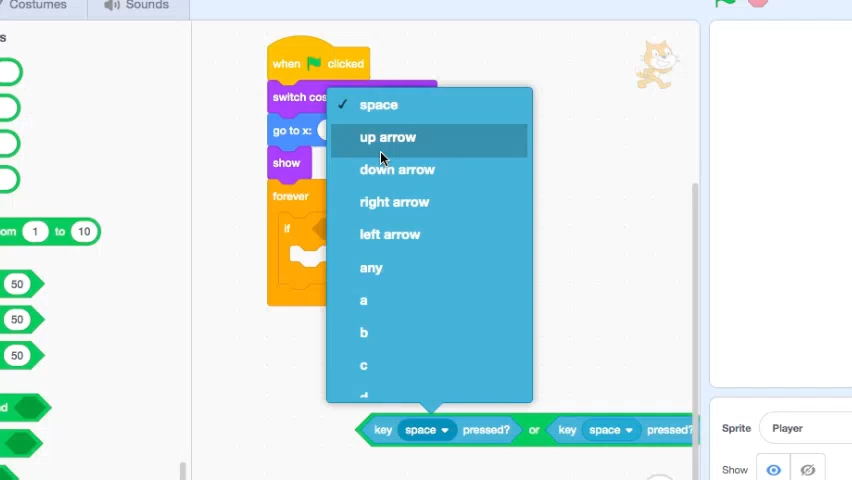 Costumes
Sounds
s
om 1 to 10
50
50
50
nd
when clicked
switch cos
go to x:
show
forever
if
✓ space
up arrow
down arrow
right arrow
left arrow
any
a
b
c
d
key space pressed? or key space pressed?
Sprite Player
Show